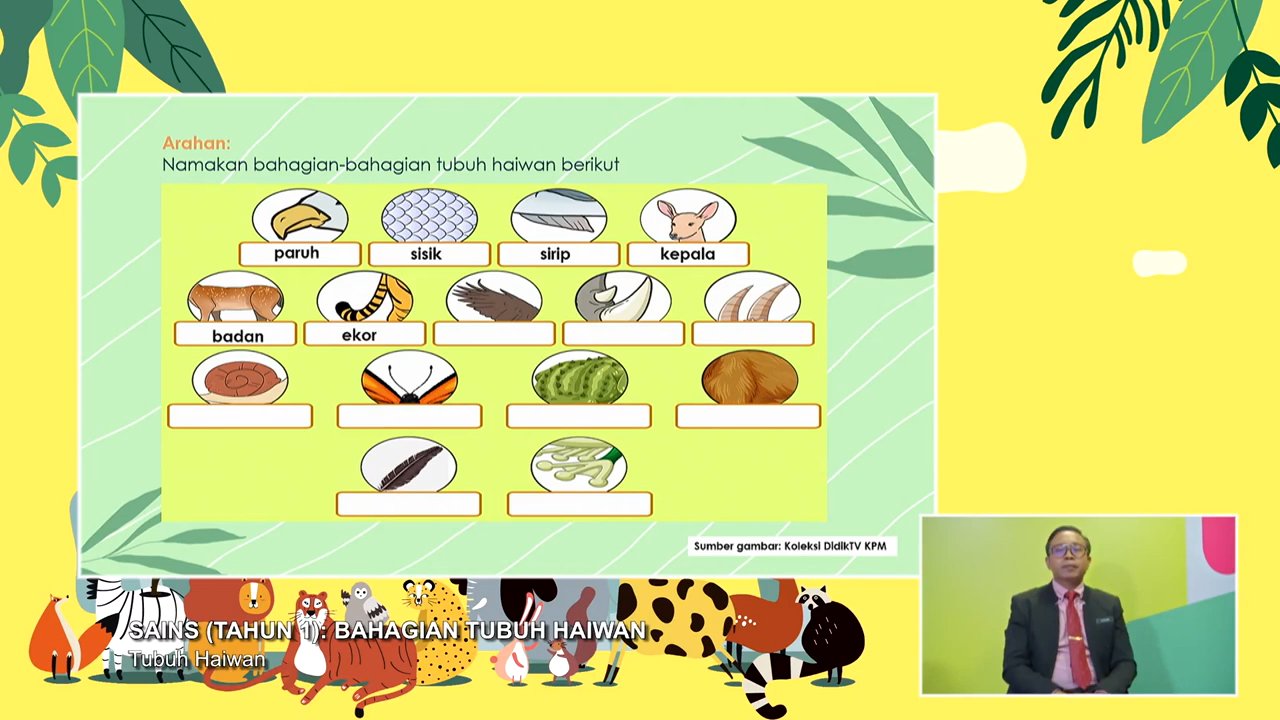 Arahan:
Namakan bahagian-bahagian tubuh haiwan berikut
paruh
sisik
sirip
kepala
badan
ekor
Sumber gambar: Koleksi DidikTV KPM
SAINS (TAHUN 1): BAHAGIAN TUBUH HAIWAN
Tubuh Haiwan